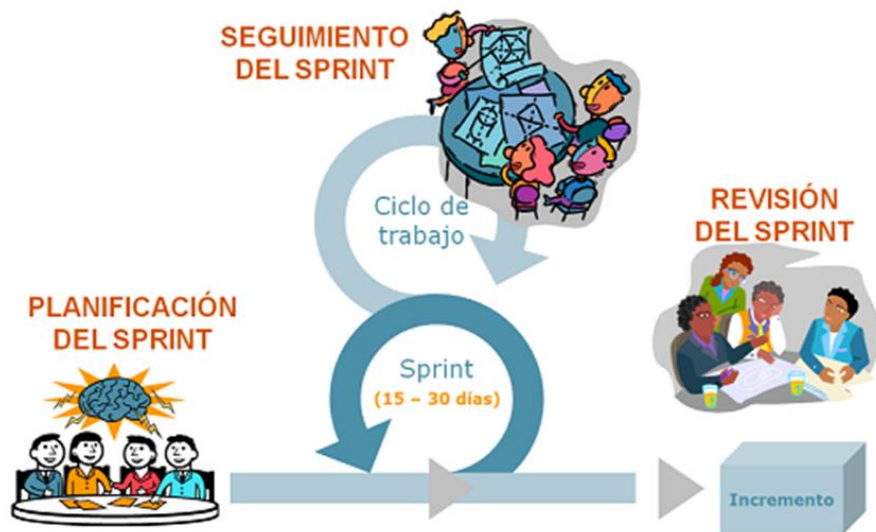 SEGUIMIENTO
DEL SPRINT
Ciclo de
trabajo
REVISIÓN
DEL SPRINT
PLANIFICACIÓN
DEL SPRINT
Sprint
(15 – 30 días)
Incremento